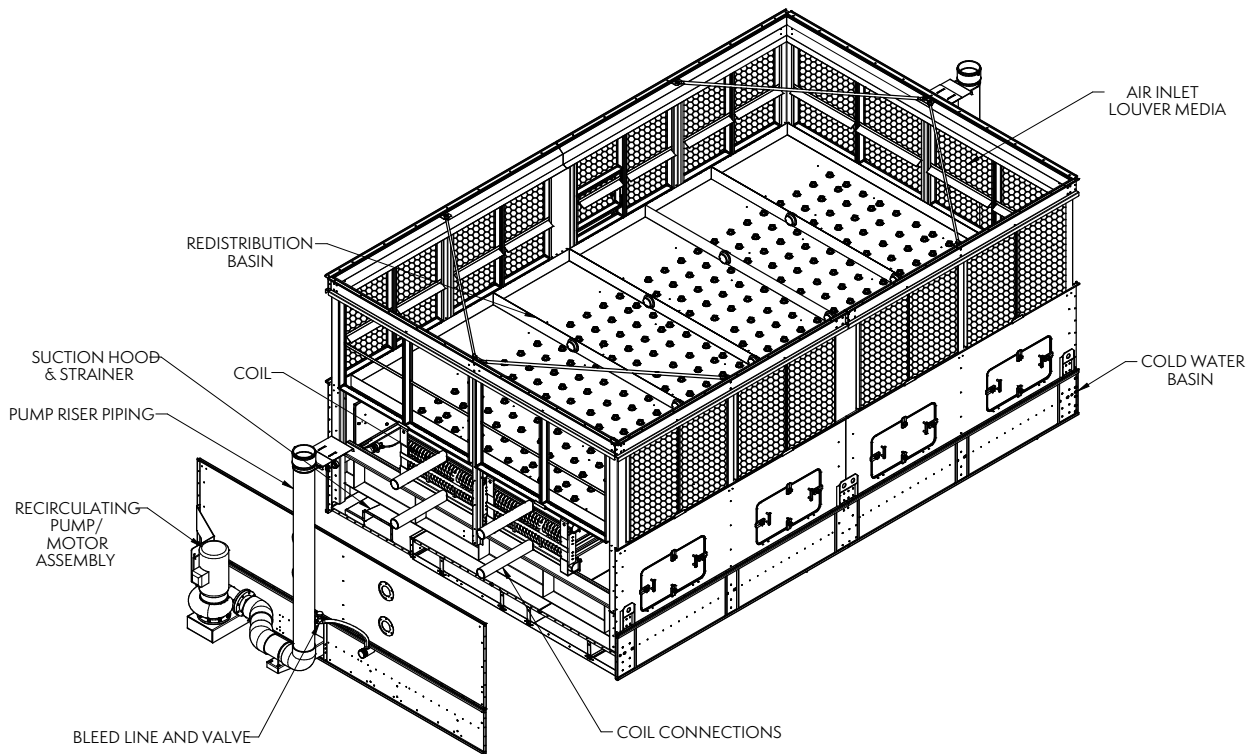 AIR INLET
LOUVER MEDIA
REDISTRIBUTION
BASIN
SUCTION HOOD
& STRAINER
COIL
COLD WATER
BASIN
PUMP RISER PIPING
RECIRCULATING
PUMP/
MOTOR
ASSEMBLY
BLEED LINE AND VALVE
COIL CONNECTIONS